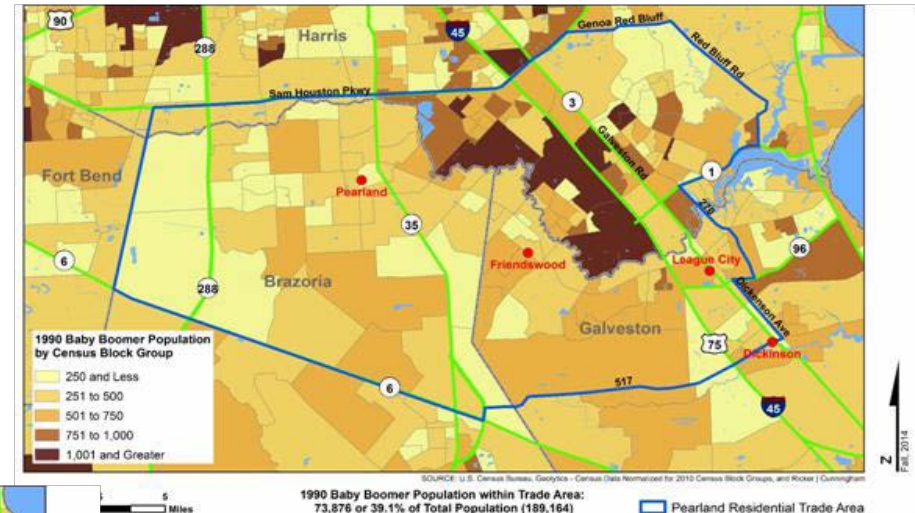 90
288
Harris
45
Genoa Red Bluff
Red Bluff Rd
Sam Houston Pkwy
3
Galveston Rd
Fort Bend
Pearland
1
270
35
96
6
Friendswood
League City
Brazoria
288
Dickenson Ave
Galveston
75
Dickinson
6
517
45
1990 Baby Boomer Population
by Census Block Group
250 and Less
251 to 500
501 to 750
751 to 1,000
1,001 and Greater
N
Fall, 2014
SOURCE: U.S. Census Bureau, Geolytics - Census Data Normalized for 2010 Census Block Groups, and Ricker | Cunningham
5
Miles
1990 Baby Boomer Population within Trade Area:
73,876 or 39.1% of Total Population (189,164)
Pearland Residential Trade Area